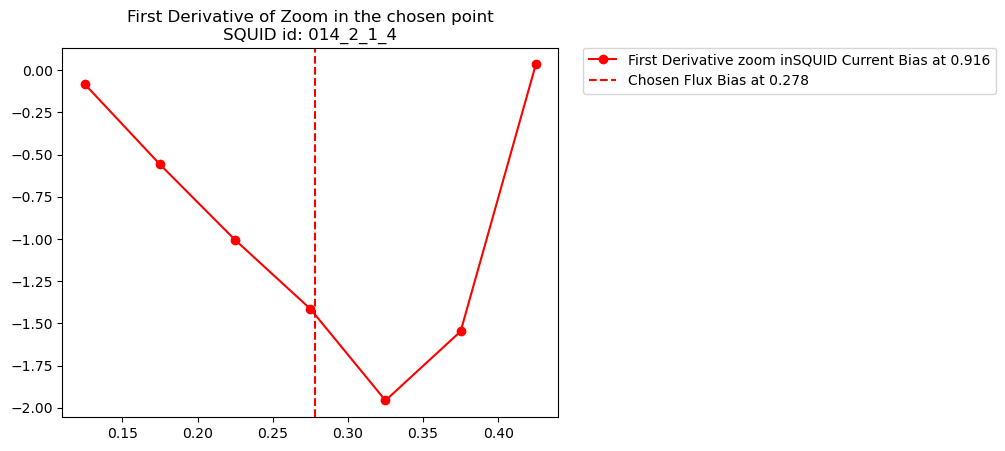 First Derivative of Zoom in the chosen point
SQUID id: 014_2_1_4
First Derivative zoom inSQUID Current Bias at 0.916
Chosen Flux Bias at 0.278
0.00
−0.25
−0.50
−0.75
−1.00
−1.25
−1.50
−1.75
−2.00
0.15 0.20 0.25 0.30 0.35 0.40